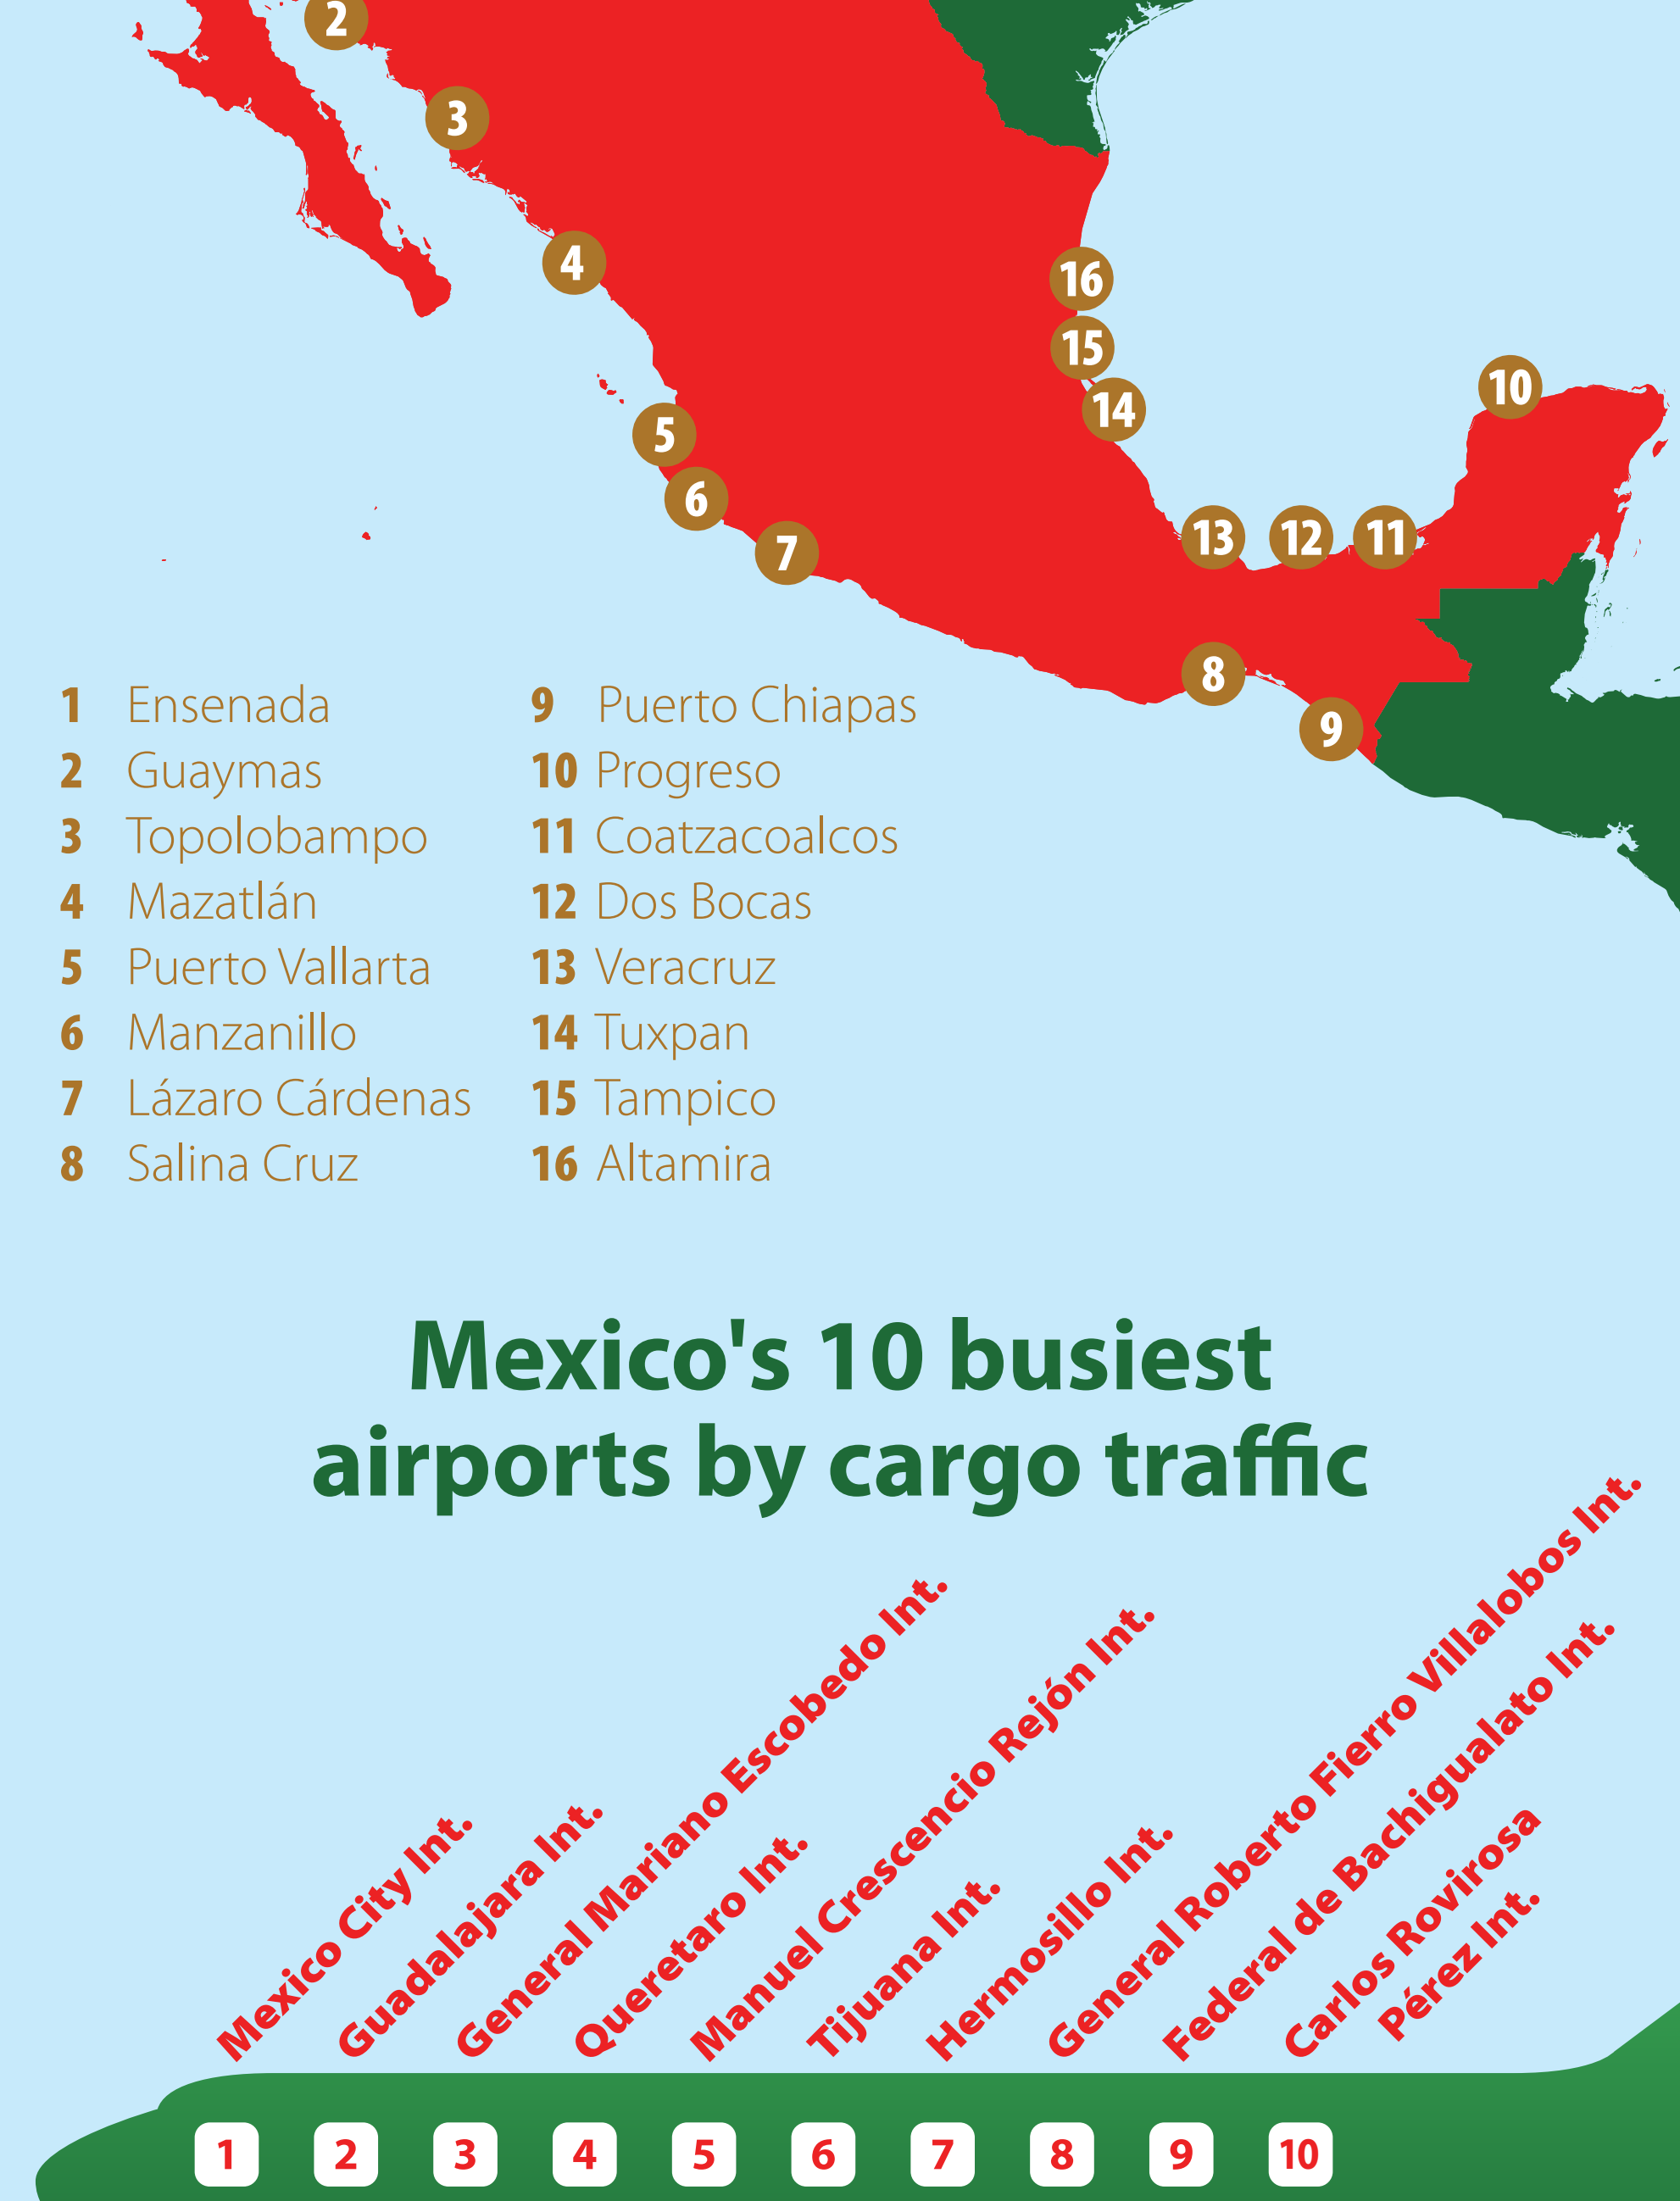 2
3
4
16
15
14
10
5
6
7
13
12
11
8
9
1 Ensenada
2 Guaymas
3 Topolobampo
4 Mazatlán
5 Puerto Vallarta
6 Manzanillo
7 Lázaro Cárdenas
8 Salina Cruz
9 Puerto Chiapas
10 Progreso
11 Coatzacoalcos
12 Dos Bocas
13 Veracruz
14 Tuxpan
15 Tampico
16 Altamira
Mexico's 10 busiest
airports by cargo traffic
Mexico City Int.
Guadalajara Int.
General Mariano Escobedo Int.
Queretaro Int.
Manuel Crescencio Rejón Int.
Tijuana Int.
Hermosillo Int.
General Roberto Fierro Villalobos Int.
Federal de Bachigualato Int.
Carlos Rovirosa
Pérez Int.
1 2 3 4 5 6 7 8 9 10